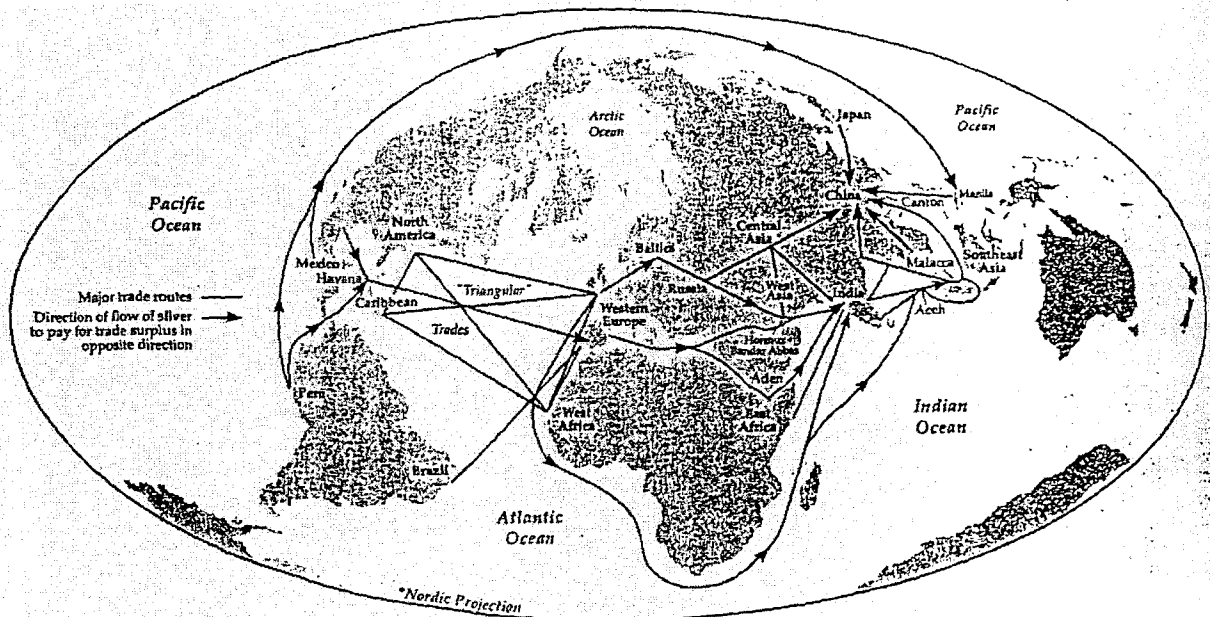 Arctic
Ocean
Japan
Pacific
Ocean
Pacific
Ocean
China
Canton
Manila
North
America
Central
Asia
Baltics
Mexico
Havana
Malacca
Southeast
Asia
Caribbean
"Triangular"
Trades
Russia
West
Asia
India
Western
Europe
Aceh
Hormuz
Bandar Abbas
Aden
Major trade routes
Direction of flow of silver
to pay for trade surplus in
opposite direction
Peru
West
Africa
East
Africa
Indian
Ocean
Brazil
Atlantic
Ocean
*Nordic Projection